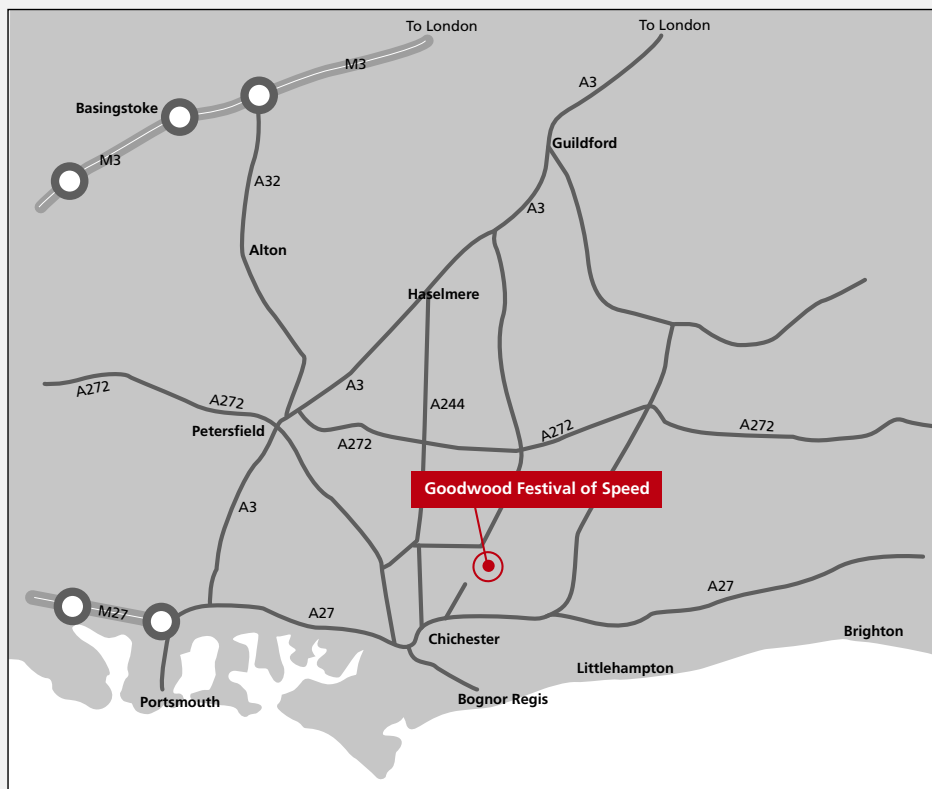 To London
To London
M3
A3
Basingstoke
Guildford
M3
A32
A3
Alton
Haselmere
A3
A272
A272
A244
Petersfield
A272
A272
A272
Goodwood Festival of Speed
A3
A27
M27
A27
Chichester
Brighton
Littlehampton
Portsmouth
Bognor Regis